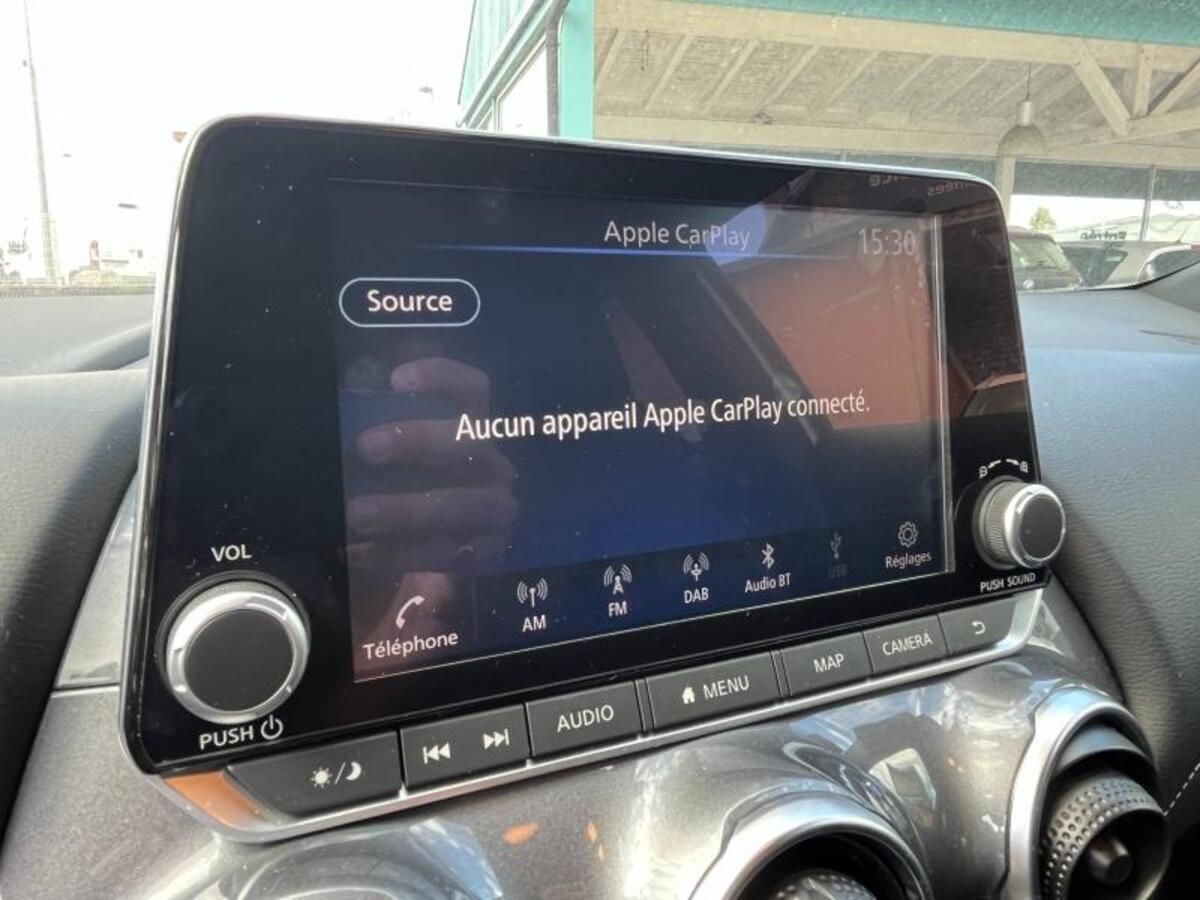 Apple CarPlay
15:30
Source
Aucun appareil Apple CarPlay connecté.
Téléphone
AM
FM
DAB
Audio BT
USB
Réglages
VOL
PUSH
PUSH SOUND
AUDIO
MENU
MAP
CAMERA